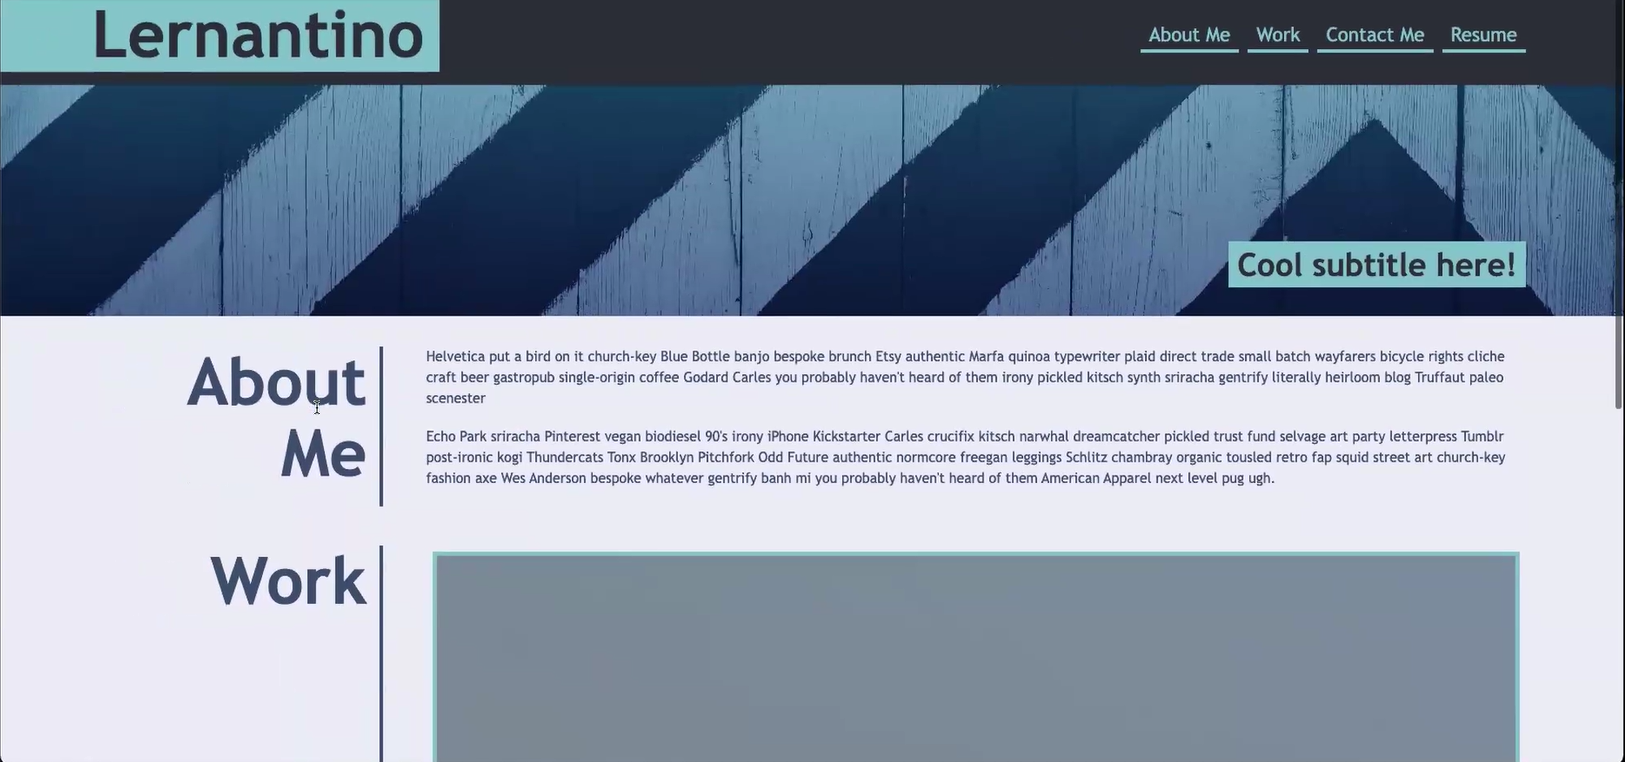 Lernantino
About Me Work Contact Me Resume
Cool subtitle here!
About
Me
Helvetica put a bird on it church-key Blue Bottle banjo bespoke brunch Etsy authentic Marfa quinoa typewriter plaid direct trade small batch wayfarers bicycle rights cliche
craft beer gastropub single-origin coffee Godard Carles you probably haven't heard of them irony pickled kitsch synth sriracha gentrify literally heirloom blog Truffaut paleo
scenester
Echo Park sriracha Pinterest vegan biodiesel 90's irony iPhone Kickstarter Carles crucifix kitsch narwhal dreamcatcher pickled trust fund selvage art party letterpress Tumblr
post-ironic kogi Thundercats Tonx Brooklyn Pitchfork Odd Future authentic normcore freegan leggings Schlitz chambray organic tousled retro fap squid street art church-key
fashion axe Wes Anderson bespoke whatever gentrify banh mi you probably haven't heard of them American Apparel next level pug ugh.
Work